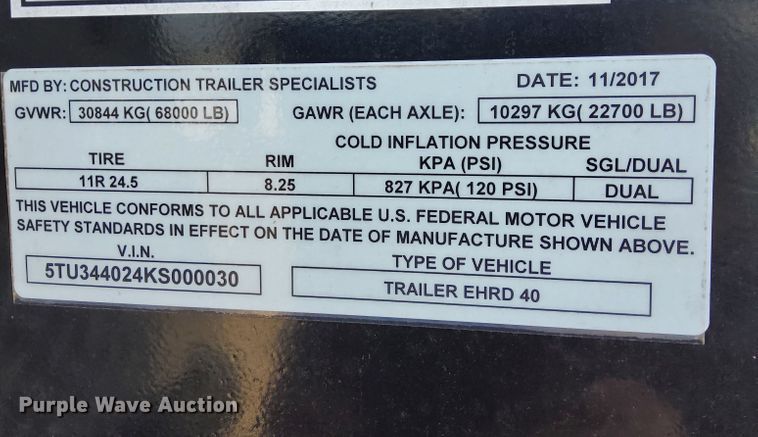 MFD BY: CONSTRUCTION TRAILER SPECIALISTS DATE: 11/2017
GVWR: 30844 KG( 68000 LB) GAWR (EACH AXLE): 10297 KG( 22700 LB)
COLD INFLATION PRESSURE
TIRE RIM KPA (PSI) SGL/DUAL
11R 24.5 8.25 827 KPA( 120 PSI) DUAL
THIS VEHICLE CONFORMS TO ALL APPLICABLE U.S. FEDERAL MOTOR VEHICLE
SAFETY STANDARDS IN EFFECT ON THE DATE OF MANUFACTURE SHOWN ABOVE.
V.I.N. TYPE OF VEHICLE
5TU344024KS000030 TRAILER EHRD 40
Purple Wave Auction